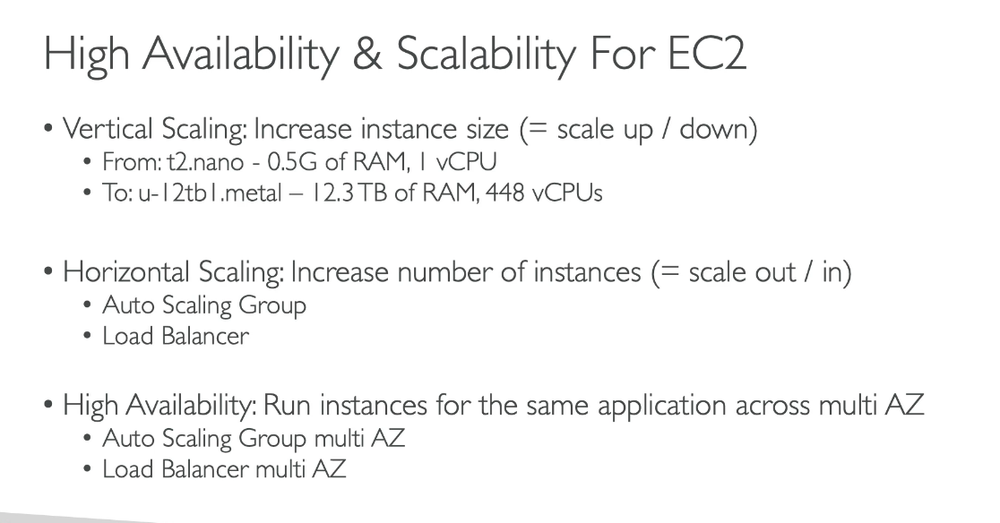 High Availability & Scalability For EC2
• Vertical Scaling: Increase instance size (= scale up / down)
• From: t2.nano - 0.5G of RAM, 1 vCPU
• To: u-12tb1.metal – 12.3 TB of RAM, 448 vCPUs
• Horizontal Scaling: Increase number of instances (= scale out / in)
• Auto Scaling Group
• Load Balancer
• High Availability: Run instances for the same application across multi AZ
• Auto Scaling Group multi AZ
• Load Balancer multi AZ